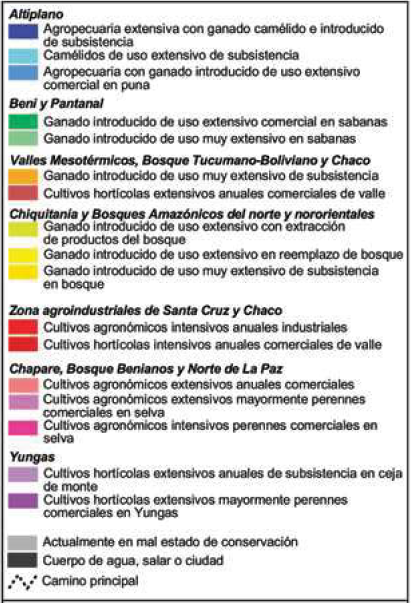 Altiplano
Agropecuaria extensiva con ganado camélido e introducido
de subsistencia
Camélidos de uso extensivo de subsistencia
Agropecuaria con ganado introducido de uso extensivo
comercial en puna
Beni y Pantanal
Ganado introducido de uso extensivo comercial en sabanas
Ganado introducido de uso muy extensivo en sabanas
Valles Mesotérmicos, Bosque Tucumano-Boliviano y Chaco
Ganado introducido de uso muy extensivo de subsistencia
Cultivos hortícolas extensivos anuales comerciales de valle
Chiquitanía y Bosques Amazónicos del norte y nororientales
Ganado introducido de uso extensivo con extracción
de productos del bosque
Ganado introducido de uso extensivo en reemplazo de bosque
Ganado introducido de uso muy extensivo de subsistencia
en bosque
Zona agroindustriales de Santa Cruz y Chaco
Cultivos agronómicos intensivos anuales industriales
Cultivos hortícolas intensivos anuales comerciales de valle
Chapare, Bosque Benianos y Norte de La Paz
Cultivos agronómicos extensivos anuales comerciales
Cultivos agronómicos extensivos mayormente perennes
comerciales en selva
Cultivos agronómicos intensivos perennes comerciales en
selva
Yungas
Cultivos hortícolas extensivos anuales de subsistencia en ceja
de monte
Cultivos hortícolas extensivos mayormente perennes
comerciales en Yungas
Actualmente en mal estado de conservación
Cuerpo de agua, salar o ciudad
Camino principal